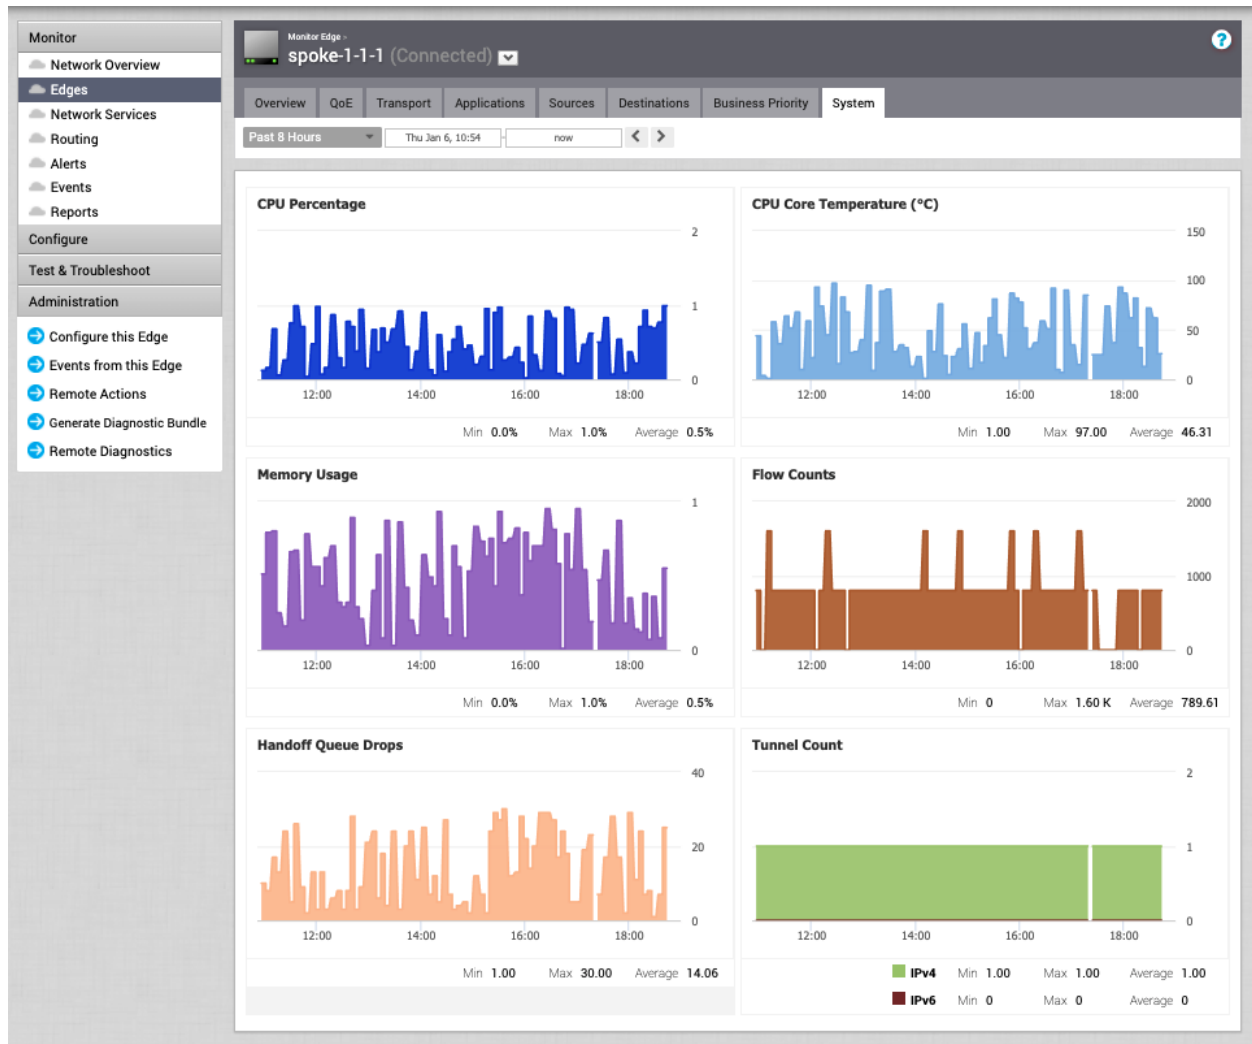 Monitor
Network Overview
Edges
Network Services
Routing
Alerts
Events
Reports
Configure
Test & Troubleshoot
Administration
Configure this Edge
Events from this Edge
Remote Actions
Generate Diagnostic Bundle
Remote Diagnostics
Monitor Edge >
spoke-1-1-1 (Connected)
?
Overview QoE Transport Applications Sources Destinations Business Priority System
Past 8 Hours Thu Jan 6, 10:54 - now
CPU Percentage
2
1
0
12:00 14:00 16:00 18:00
Min 0.0% Max 1.0% Average 0.5%
CPU Core Temperature (°C)
150
100
50
0
12:00 14:00 16:00 18:00
Min 1.00 Max 97.00 Average 46.31
Memory Usage
1
0
12:00 14:00 16:00 18:00
Min 0.0% Max 1.0% Average 0.5%
Flow Counts
2000
1000
0
12:00 14:00 16:00 18:00
Min 0 Max 1.60 K Average 789.61
Handoff Queue Drops
40
20
0
12:00 14:00 16:00 18:00
Min 1.00 Max 30.00 Average 14.06
Tunnel Count
2
1
0
12:00 14:00 16:00 18:00
IPv4 Min 1.00 Max 1.00 Average 1.00
IPv6 Min 0 Max 0 Average 0